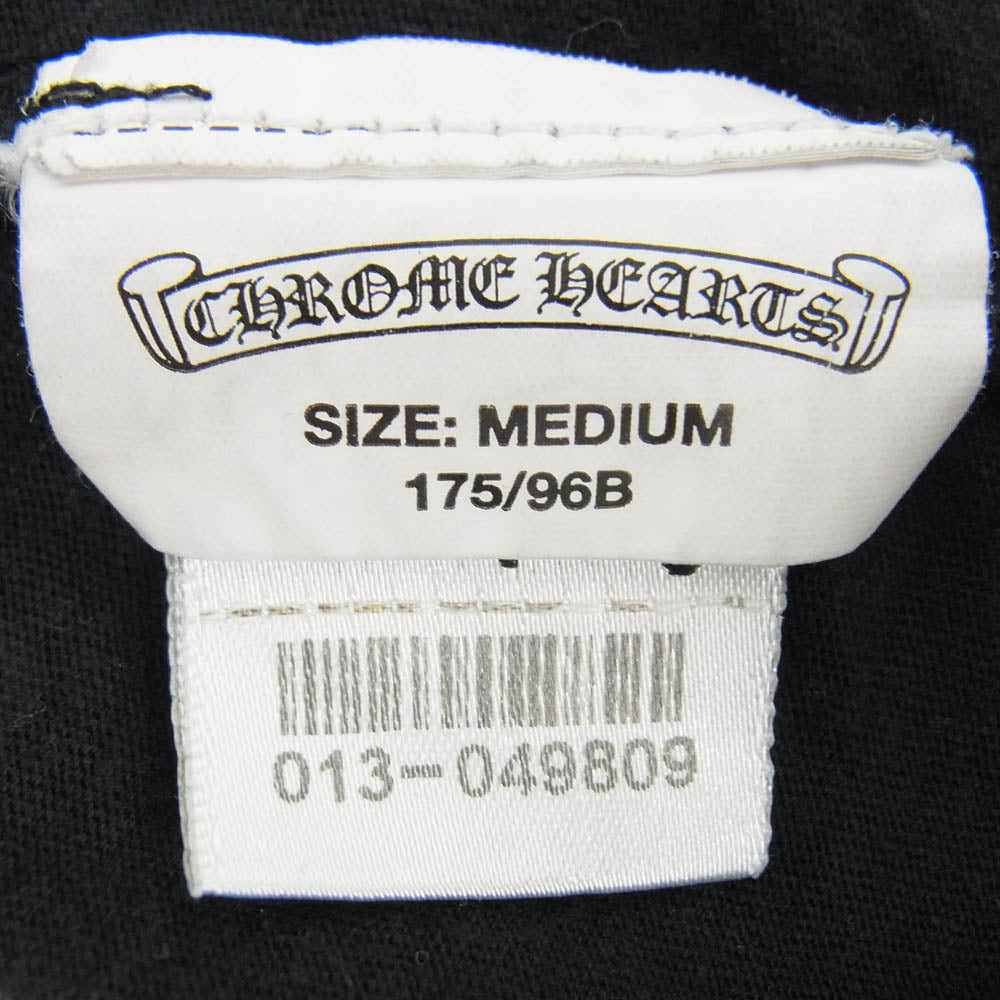 CHROME HEARTS
SIZE: MEDIUM
175/96B
013-049809